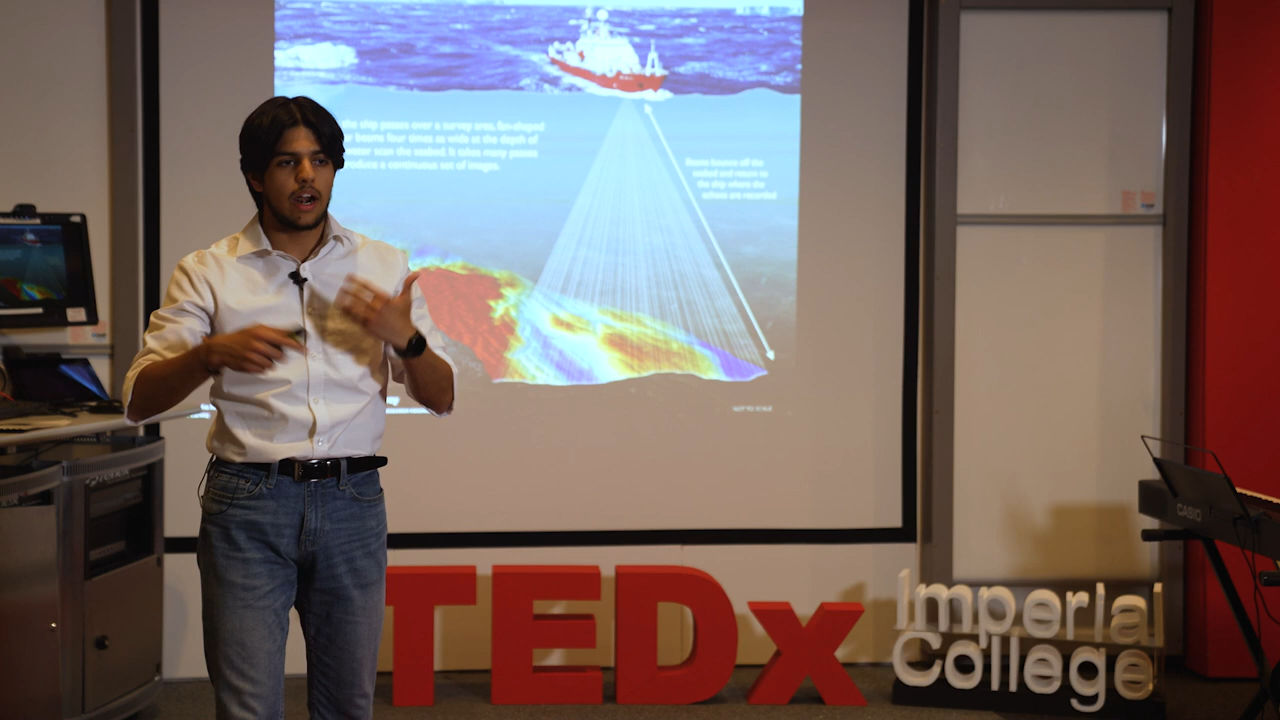 the ship passes over a survey area, fan-shaped
beams four times as wide at the depth of
water scan the seabed. It takes many passes
produce a continuous set of images.
Beams bounce off the
seabed and return to
the ship where the
echoes are recorded
NOT TO SCALE
CASIO
TEDx
Imperial
College